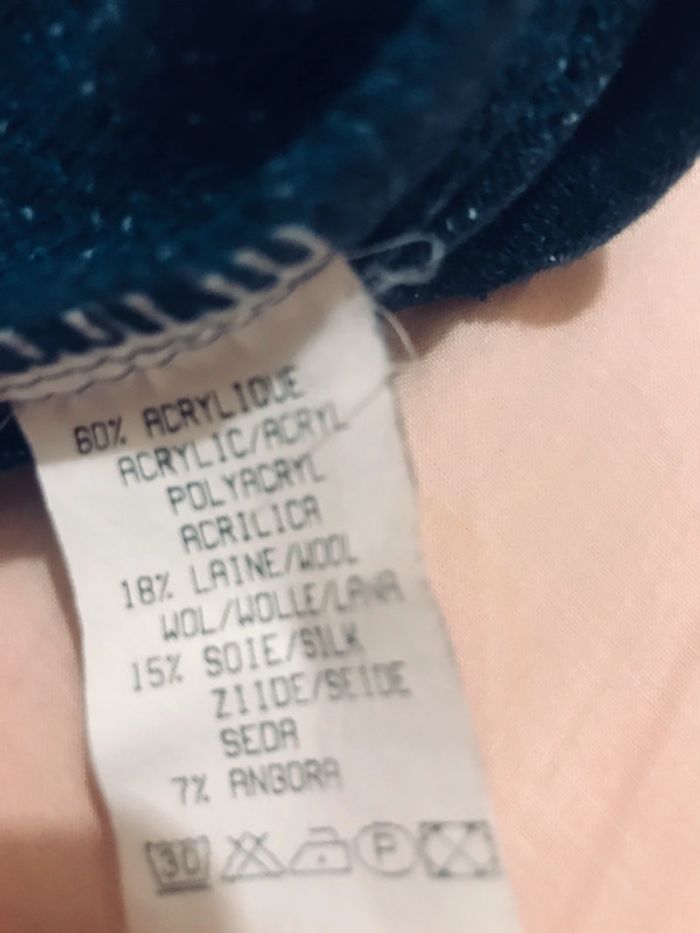 60% ACRYLIQUE
ACRYLIC/ACRYL
POLYACRYL
ACRILICA
18% LAINE/WOOL
WOL/WOLLE/LANA
15% SOIE/SILK
ZIIDE/SEIDE
SEDA
7% ANGORA
30 P